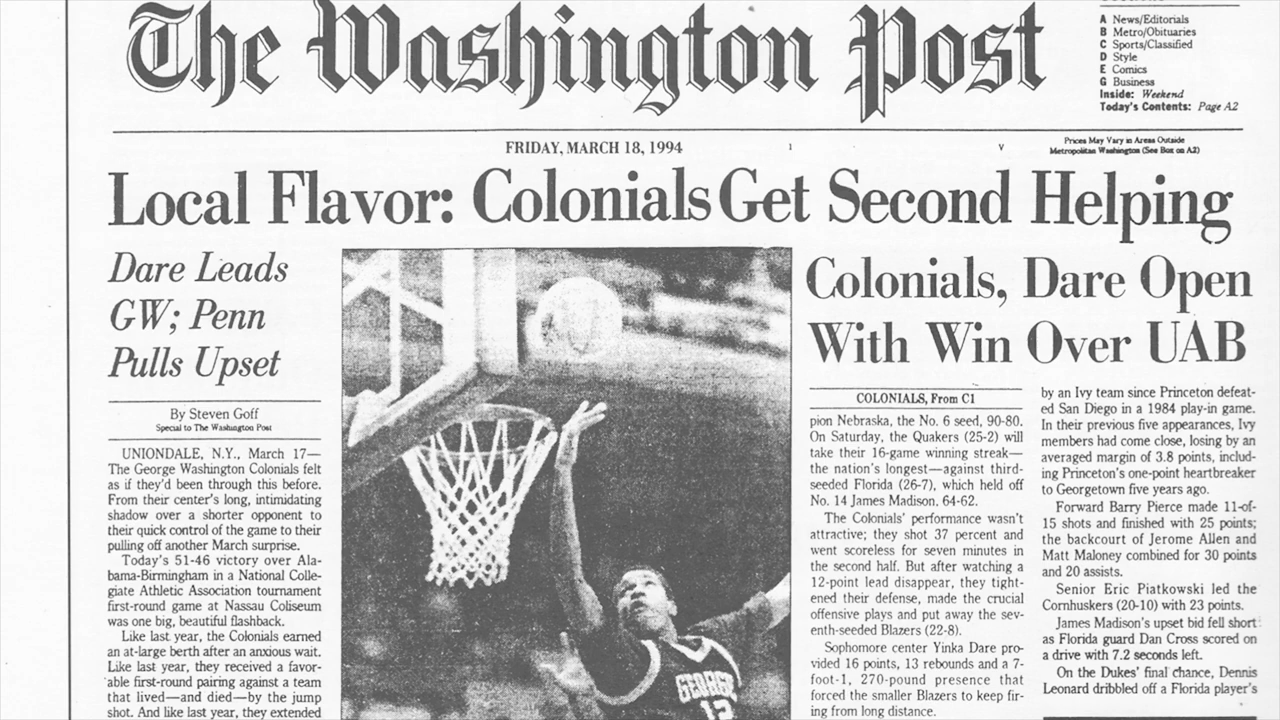 The Washington Post
A News/Editorials
B Metro/Obituaries
C Sports/Classified
D Style
E Comics
G Business
Inside: Weekend
Today's Contents: Page A2
FRIDAY, MARCH 18, 1994
1
V
Prices May Vary in Areas Outside
Metropolitan Washington (See Box on A2)
Local Flavor: Colonials Get Second Helping
Dare Leads
GW; Penn
Pulls Upset
By Steven Goff
Special to The Washington Post
UNIONDALE, N.Y., March 17—
The George Washington Colonials felt
as if they'd been through this before.
From their center's long, intimidating
shadow over a shorter opponent to
their quick control of the game to their
pulling off another March surprise.
Today's 51-46 victory over Ala-
bama-Birmingham in a National Colle-
giate Athletic Association tournament
first-round game at Nassau Coliseum
was one big, beautiful flashback.
Like last year, the Colonials earned
an at-large berth after an anxious wait.
Like last year, they received a favor-
able first-round pairing against a team
that lived—and died—by the jump
shot. And like last year, they extended
GEORGE
12
Colonials, Dare Open
With Win Over UAB
COLONIALS, From C1
pion Nebraska, the No. 6 seed, 90-80.
On Saturday, the Quakers (25-2) will
take their 16-game winning streak—
the nation's longest—against third-
seeded Florida (26-7), which held off
No. 14 James Madison, 64-62.
The Colonials' performance wasn't
attractive; they shot 37 percent and
went scoreless for seven minutes in
the second half. But after watching a
12-point lead disappear, they tight-
ened their defense, made the crucial
offensive plays and put away the sev-
enth-seeded Blazers (22-8).
Sophomore center Yinka Dare pro-
vided 16 points, 13 rebounds and a 7-
foot-1, 270-pound presence that
forced the smaller Blazers to keep fir-
ing from long distance.
by an Ivy team since Princeton defeat-
ed San Diego in a 1984 play-in game.
In their previous five appearances, Ivy
members had come close, losing by an
averaged margin of 3.8 points, includ-
ing Princeton's one-point heartbreaker
to Georgetown five years ago.
Forward Barry Pierce made 11-of-
15 shots and finished with 25 points;
the backcourt of Jerome Allen and
Matt Maloney combined for 30 points
and 20 assists.
Senior Eric Piatkowski led the
Cornhuskers (20-10) with 23 points.
James Madison's upset bid fell short
as Florida guard Dan Cross scored on
a drive with 7.2 seconds left.
On the Dukes' final chance, Dennis
Leonard dribbled off a Florida player's